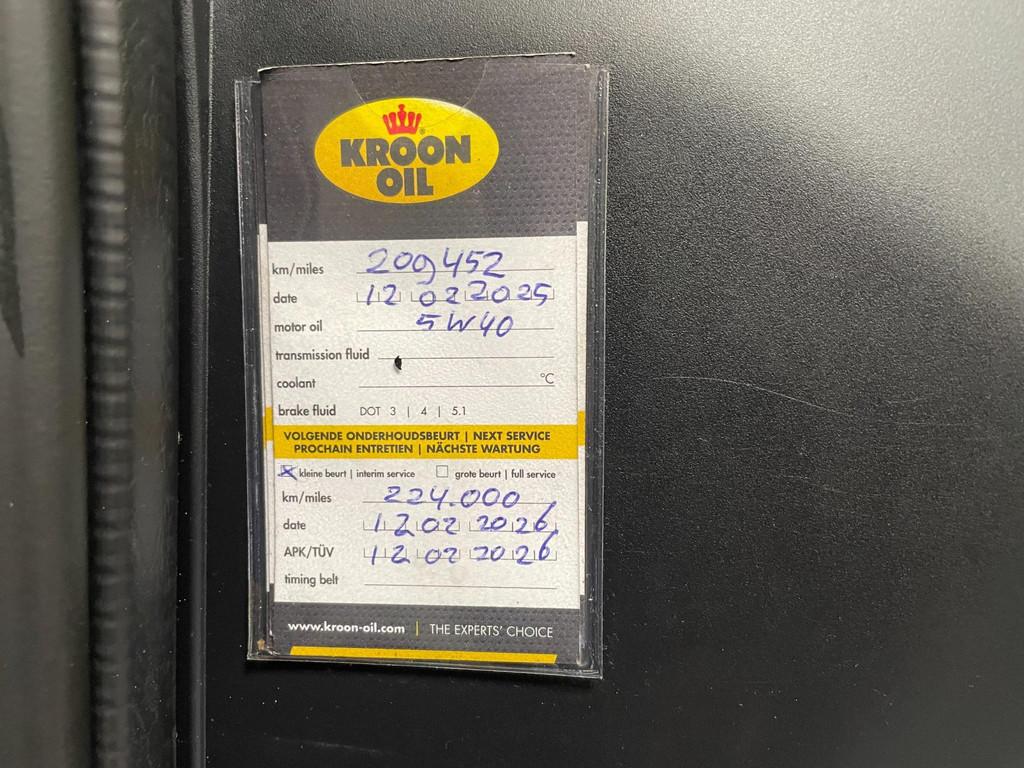 KROON
OIL
km/miles 209452
date 12 02 2025
motor oil 5W40
transmission fluid
coolant °C
brake fluid DOT 3 | 4 | 5.1
VOLGENDE ONDERHOUDSBEURT | NEXT SERVICE
PROCHAIN ENTRETIEN | NÄCHSTE WARTUNG
kleine beurt | interim service grote beurt | full service
km/miles 224.000
date 12 02 2026
APK/TÜV 12 02 2026
timing belt
www.kroon-oil.com | THE EXPERTS' CHOICE